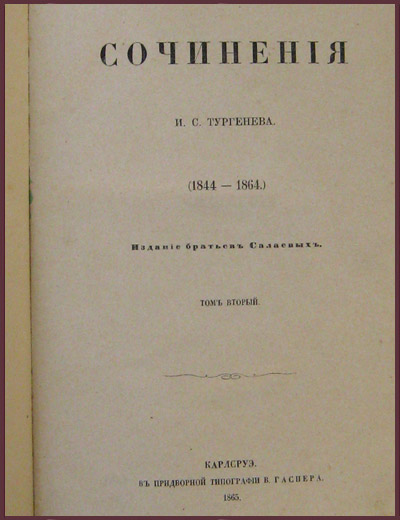 СОЧИНЕНІЯ
И. С. ТУРГЕНЕВА.
(1844 — 1864.)
Изданіе братьевъ Салаевыхъ.
ТОМЪ ВТОРЫЙ.
КАРЛСРУЭ.
ВЪ ПРИДВОРНОЙ ТИПОГРАФІИ В. ГАСПЕРА.
1865.